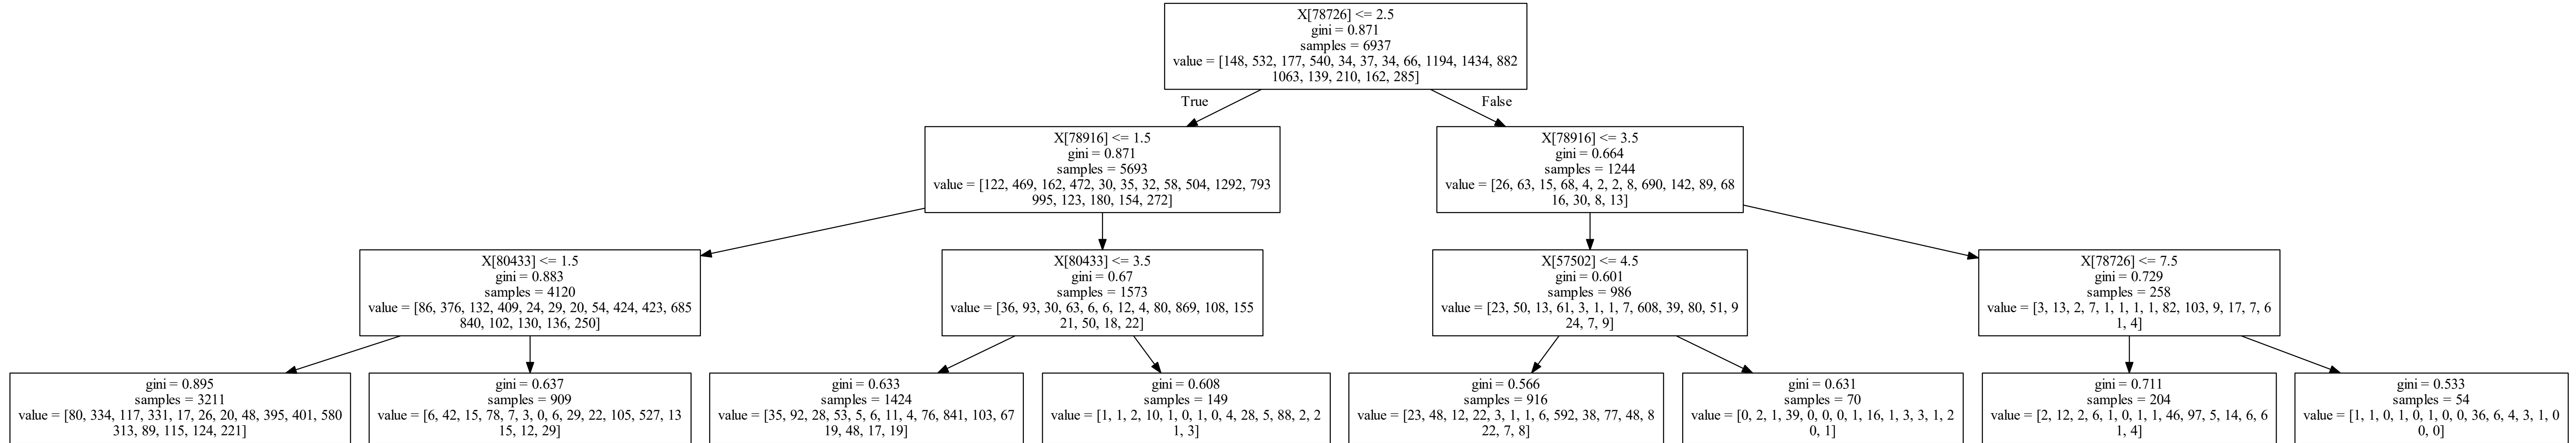 X[78726] <= 2.5
gini = 0.871
samples = 6937
value = [148, 532, 177, 540, 34, 37, 34, 66, 1194, 1434, 882
1063, 139, 210, 162, 285]
True
False
X[78916] <= 1.5
gini = 0.871
samples = 5693
value = [122, 469, 162, 472, 30, 35, 32, 58, 504, 1292, 793
995, 123, 180, 154, 272]
X[78916] <= 3.5
gini = 0.664
samples = 1244
value = [26, 63, 15, 68, 4, 2, 2, 8, 690, 142, 89, 68
16, 30, 8, 13]
X[80433] <= 1.5
gini = 0.883
samples = 4120
value = [86, 376, 132, 409, 24, 29, 20, 54, 424, 423, 685
840, 102, 130, 136, 250]
X[80433] <= 3.5
gini = 0.67
samples = 1573
value = [36, 93, 30, 63, 6, 6, 12, 4, 80, 869, 108, 155
21, 50, 18, 22]
X[57502] <= 4.5
gini = 0.601
samples = 986
value = [23, 50, 13, 61, 3, 1, 1, 7, 608, 39, 80, 51, 9
24, 7, 9]
X[78726] <= 7.5
gini = 0.729
samples = 258
value = [3, 13, 2, 7, 1, 1, 1, 1, 82, 103, 9, 17, 7, 6
1, 4]
gini = 0.895
samples = 3211
value = [80, 334, 117, 331, 17, 26, 20, 48, 395, 401, 580
313, 89, 115, 124, 221]
gini = 0.637
samples = 909
value = [6, 42, 15, 78, 7, 3, 0, 6, 29, 22, 105, 527, 13
15, 12, 29]
gini = 0.633
samples = 1424
value = [35, 92, 28, 53, 5, 6, 11, 4, 76, 841, 103, 67
19, 48, 17, 19]
gini = 0.608
samples = 149
value = [1, 1, 2, 10, 1, 0, 1, 0, 4, 28, 5, 88, 2, 2
1, 3]
gini = 0.566
samples = 916
value = [23, 48, 12, 22, 3, 1, 1, 6, 592, 38, 77, 48, 8
22, 7, 8]
gini = 0.631
samples = 70
value = [0, 2, 1, 39, 0, 0, 0, 1, 16, 1, 3, 3, 1, 2
0, 1]
gini = 0.711
samples = 204
value = [2, 12, 2, 6, 1, 0, 1, 1, 46, 97, 5, 14, 6, 6
1, 4]
gini = 0.533
samples = 54
value = [1, 1, 0, 1, 0, 1, 0, 0, 36, 6, 4, 3, 1, 0
0, 0]